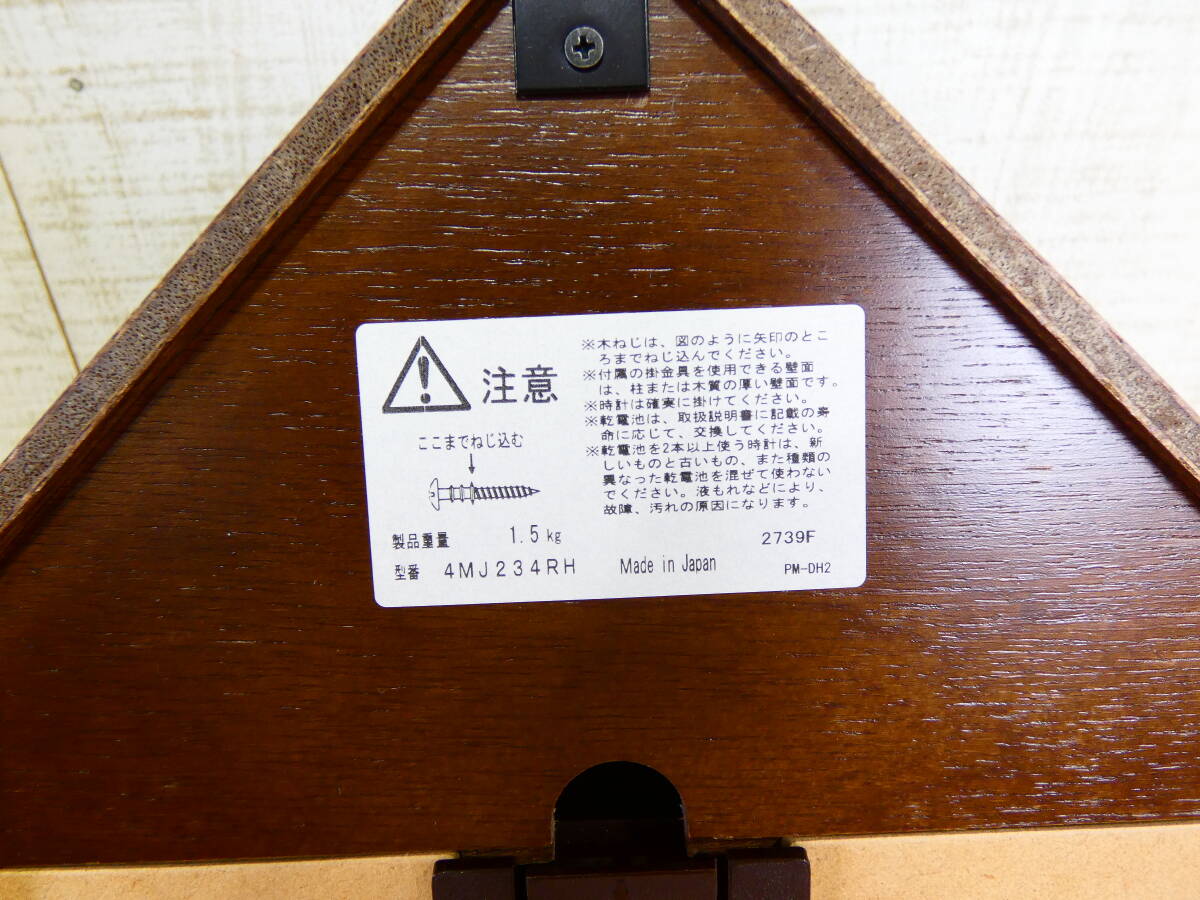 注意
ここまでねじ込む
※木ねじは、図のように矢印のとこ
ろまでねじ込んでください。
※付属の掛金具を使用できる壁面
は、柱または木質の厚い壁面です。
※時計は確実に掛けてください。
※乾電池は、取扱説明書に記載の寿
命に応じて、交換してください。
※乾電池を2本以上使う時計は、新
しいものと古いもの、また種類の
異なった乾電池を混ぜて使わない
でください。液もれなどにより、
故障、汚れの原因になります。
製品重量 1.5kg 2739F
型番 4MJ234RH Made in Japan PM-DH2